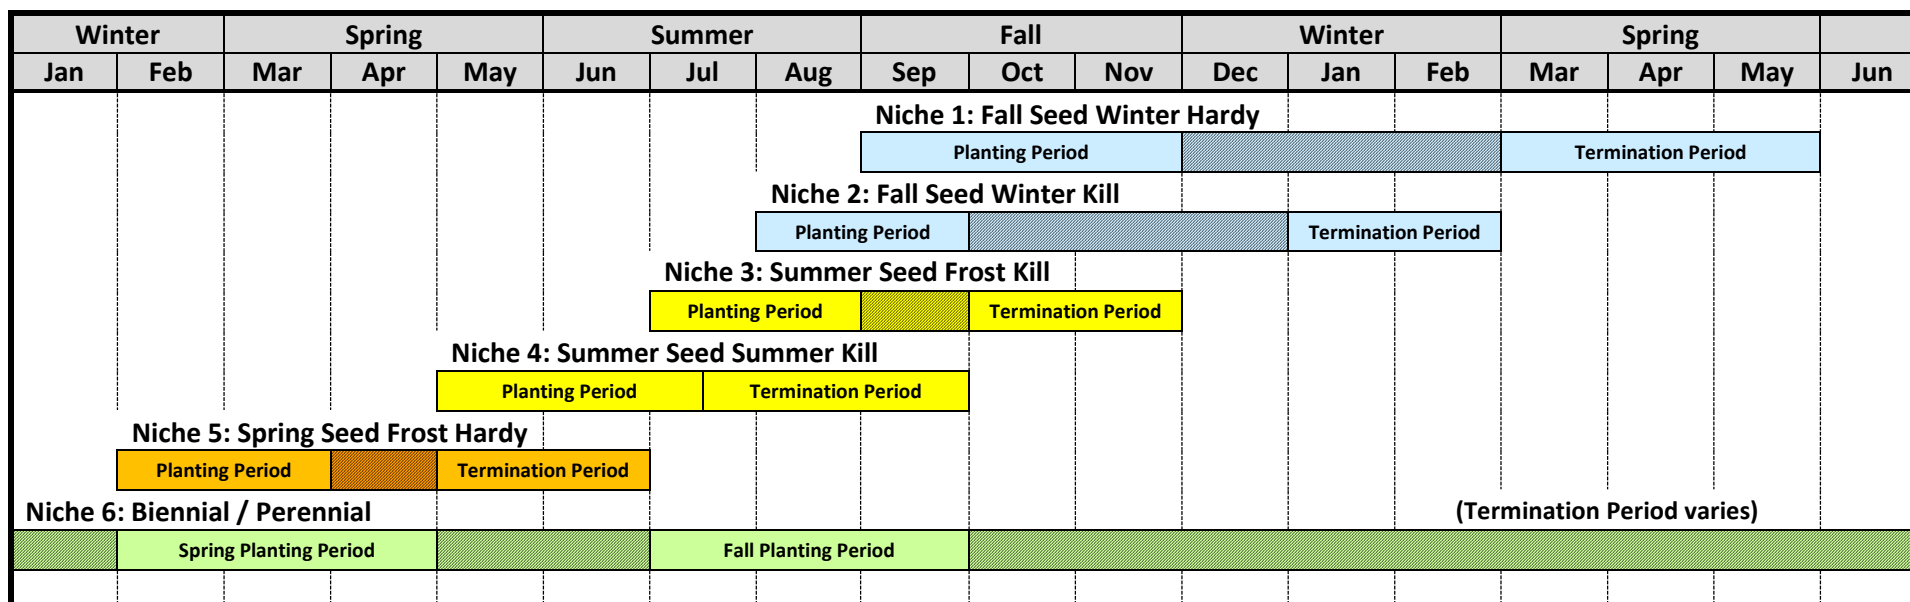 Winter Spring Summer Fall Winter Spring
Jan Feb Mar Apr May Jun Jul Aug Sep Oct Nov Dec Jan Feb Mar Apr May Jun
Niche 1: Fall Seed Winter Hardy
Planting Period Termination Period
Niche 2: Fall Seed Winter Kill
Planting Period Termination Period
Niche 3: Summer Seed Frost Kill
Planting Period Termination Period
Niche 4: Summer Seed Summer Kill
Planting Period Termination Period
Niche 5: Spring Seed Frost Hardy
Planting Period Termination Period
Niche 6: Biennial / Perennial (Termination Period varies)
Spring Planting Period Fall Planting Period